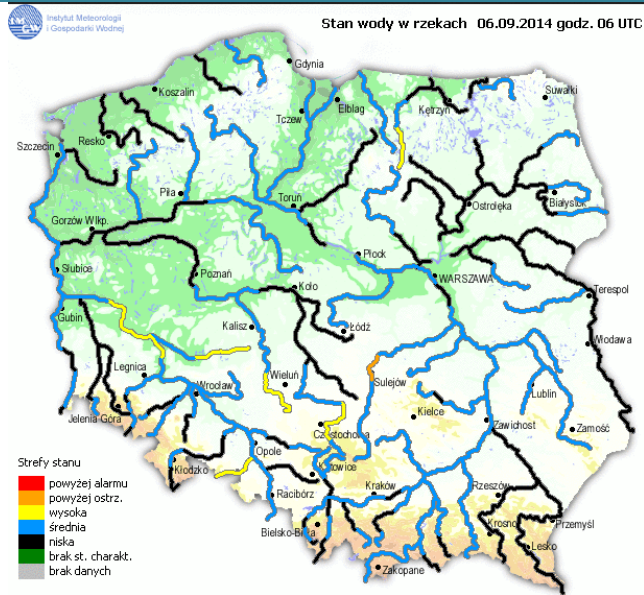 Instytut Meteorologii
i Gospodarki Wodnej
Stan wody w rzekach 06.09.2014 godz. 06 UTC
Gdynia
Koszalin
Suwałki
Elbląg
Kętrzyn
Tczew
Resko
Szczecin
Piła
Białystok
Toruń
Ostrołęka
Gorzów Wlkp.
Płock
Słubice
Poznań
WARSZAWA
Koło
Terespol
Gubin
Kalisz
Łódź
Włodawa
Legnica
Wieluń
Sulejów
Wrocław
Lublin
Jelenia Góra
Kielce
Zawichost
Zamość
Częstochowa
Opole
Strefy stanu
Kłodzko
Katowice
powyżej alarmu
Racibórz
Kraków
Rzeszów
powyżej ostrz.
wysoka
Przemyśl
średnia
Bielsko-Biała
Krosno
niska
Lesko
brak st. charakt.
Zakopane
brak danych